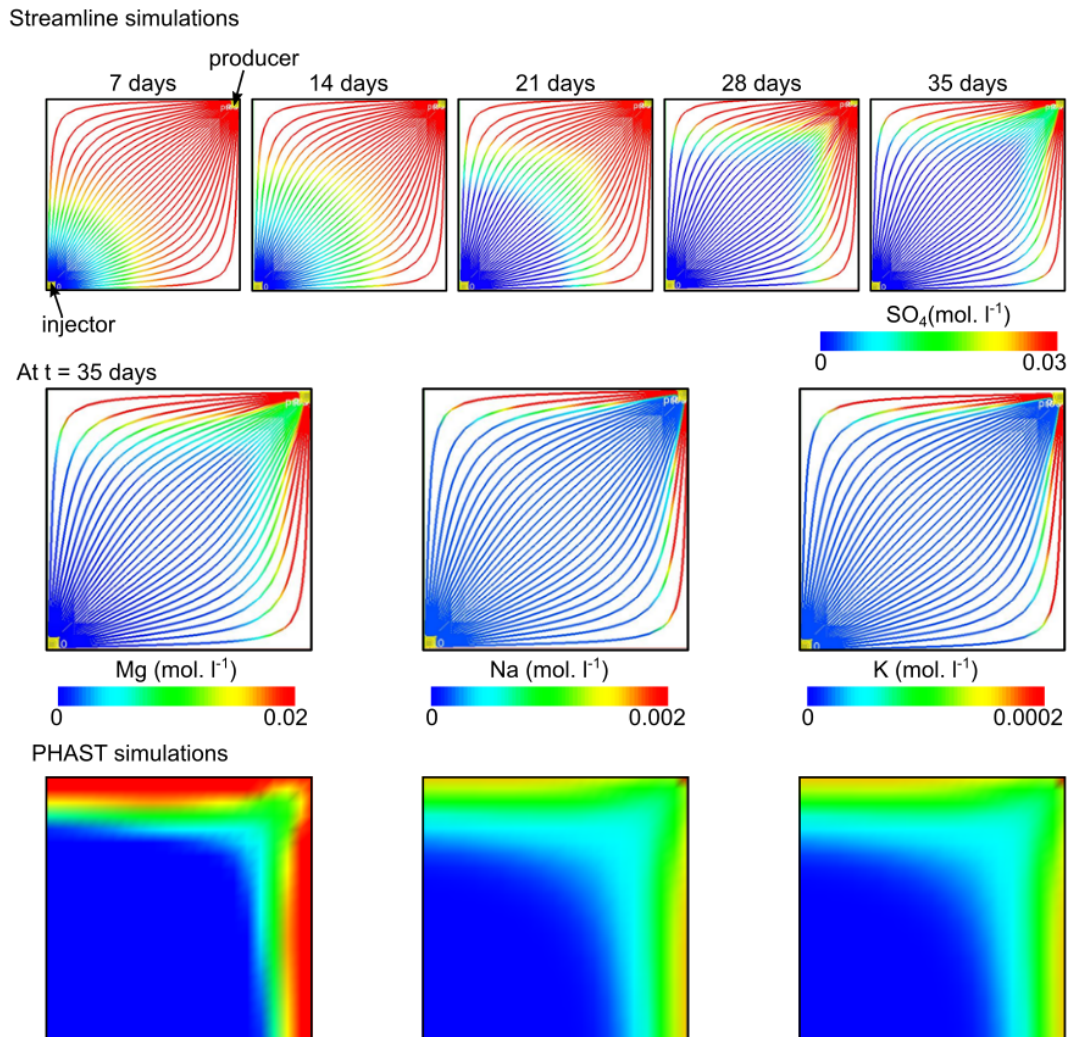 Streamline simulations
producer
7 days 14 days 21 days 28 days 35 days
injector
SO₄(mol. l⁻¹)
0 0.03
At t = 35 days
Mg (mol. l⁻¹) Na (mol. l⁻¹) K (mol. l⁻¹)
0 0.02 0 0.002 0 0.0002
PHAST simulations